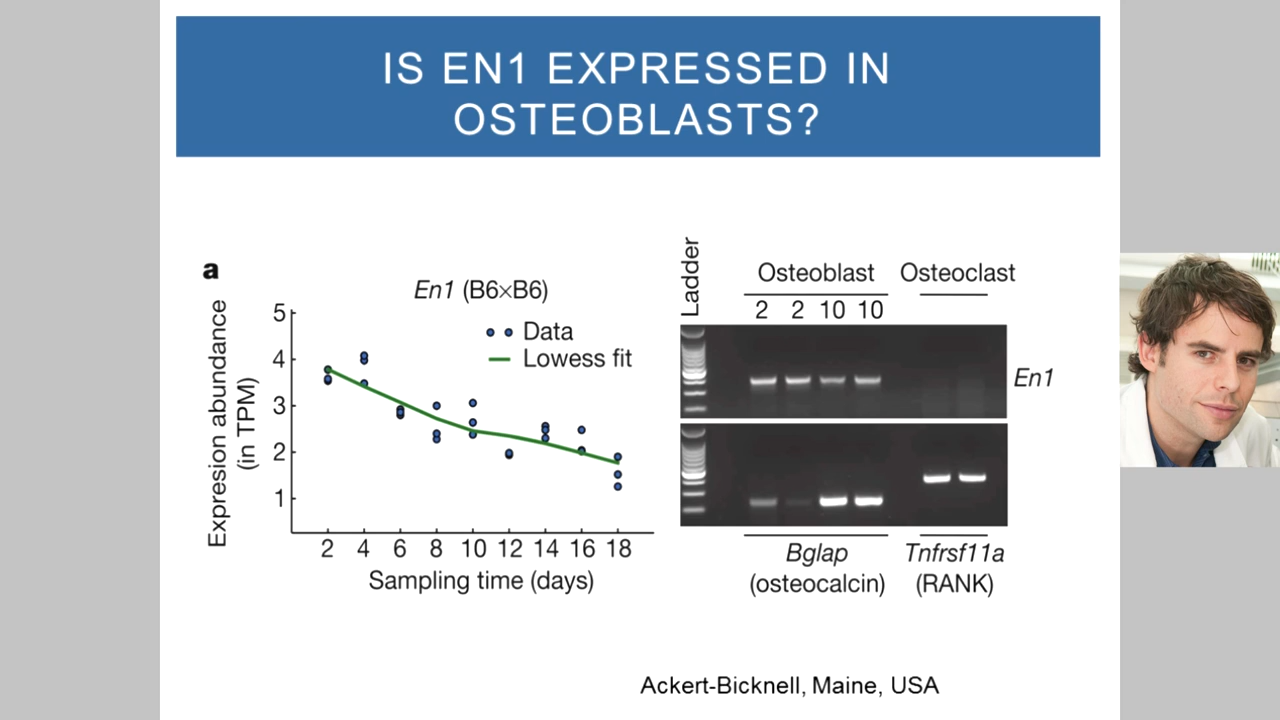 IS EN1 EXPRESSED IN
OSTEOBLASTS?
a
En1 (B6×B6)
Data
Lowess fit
Expresion abundance
(in TPM)
5
4
3
2
1
2 4 6 8 10 12 14 16 18
Sampling time (days)
Ladder
Osteoblast Osteoclast
2 2 10 10
En1
Bglap Tnfrsf11a
(osteocalcin) (RANK)
Ackert-Bicknell, Maine, USA